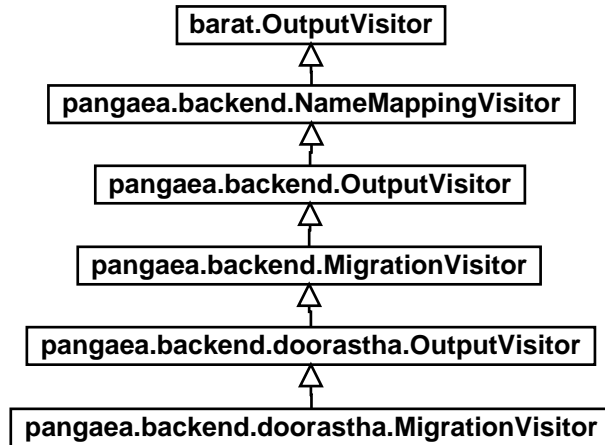 barat.OutputVisitor
pangaea.backend.NameMappingVisitor
pangaea.backend.OutputVisitor
pangaea.backend.MigrationVisitor
pangaea.backend.doorastha.OutputVisitor
pangaea.backend.doorastha.MigrationVisitor